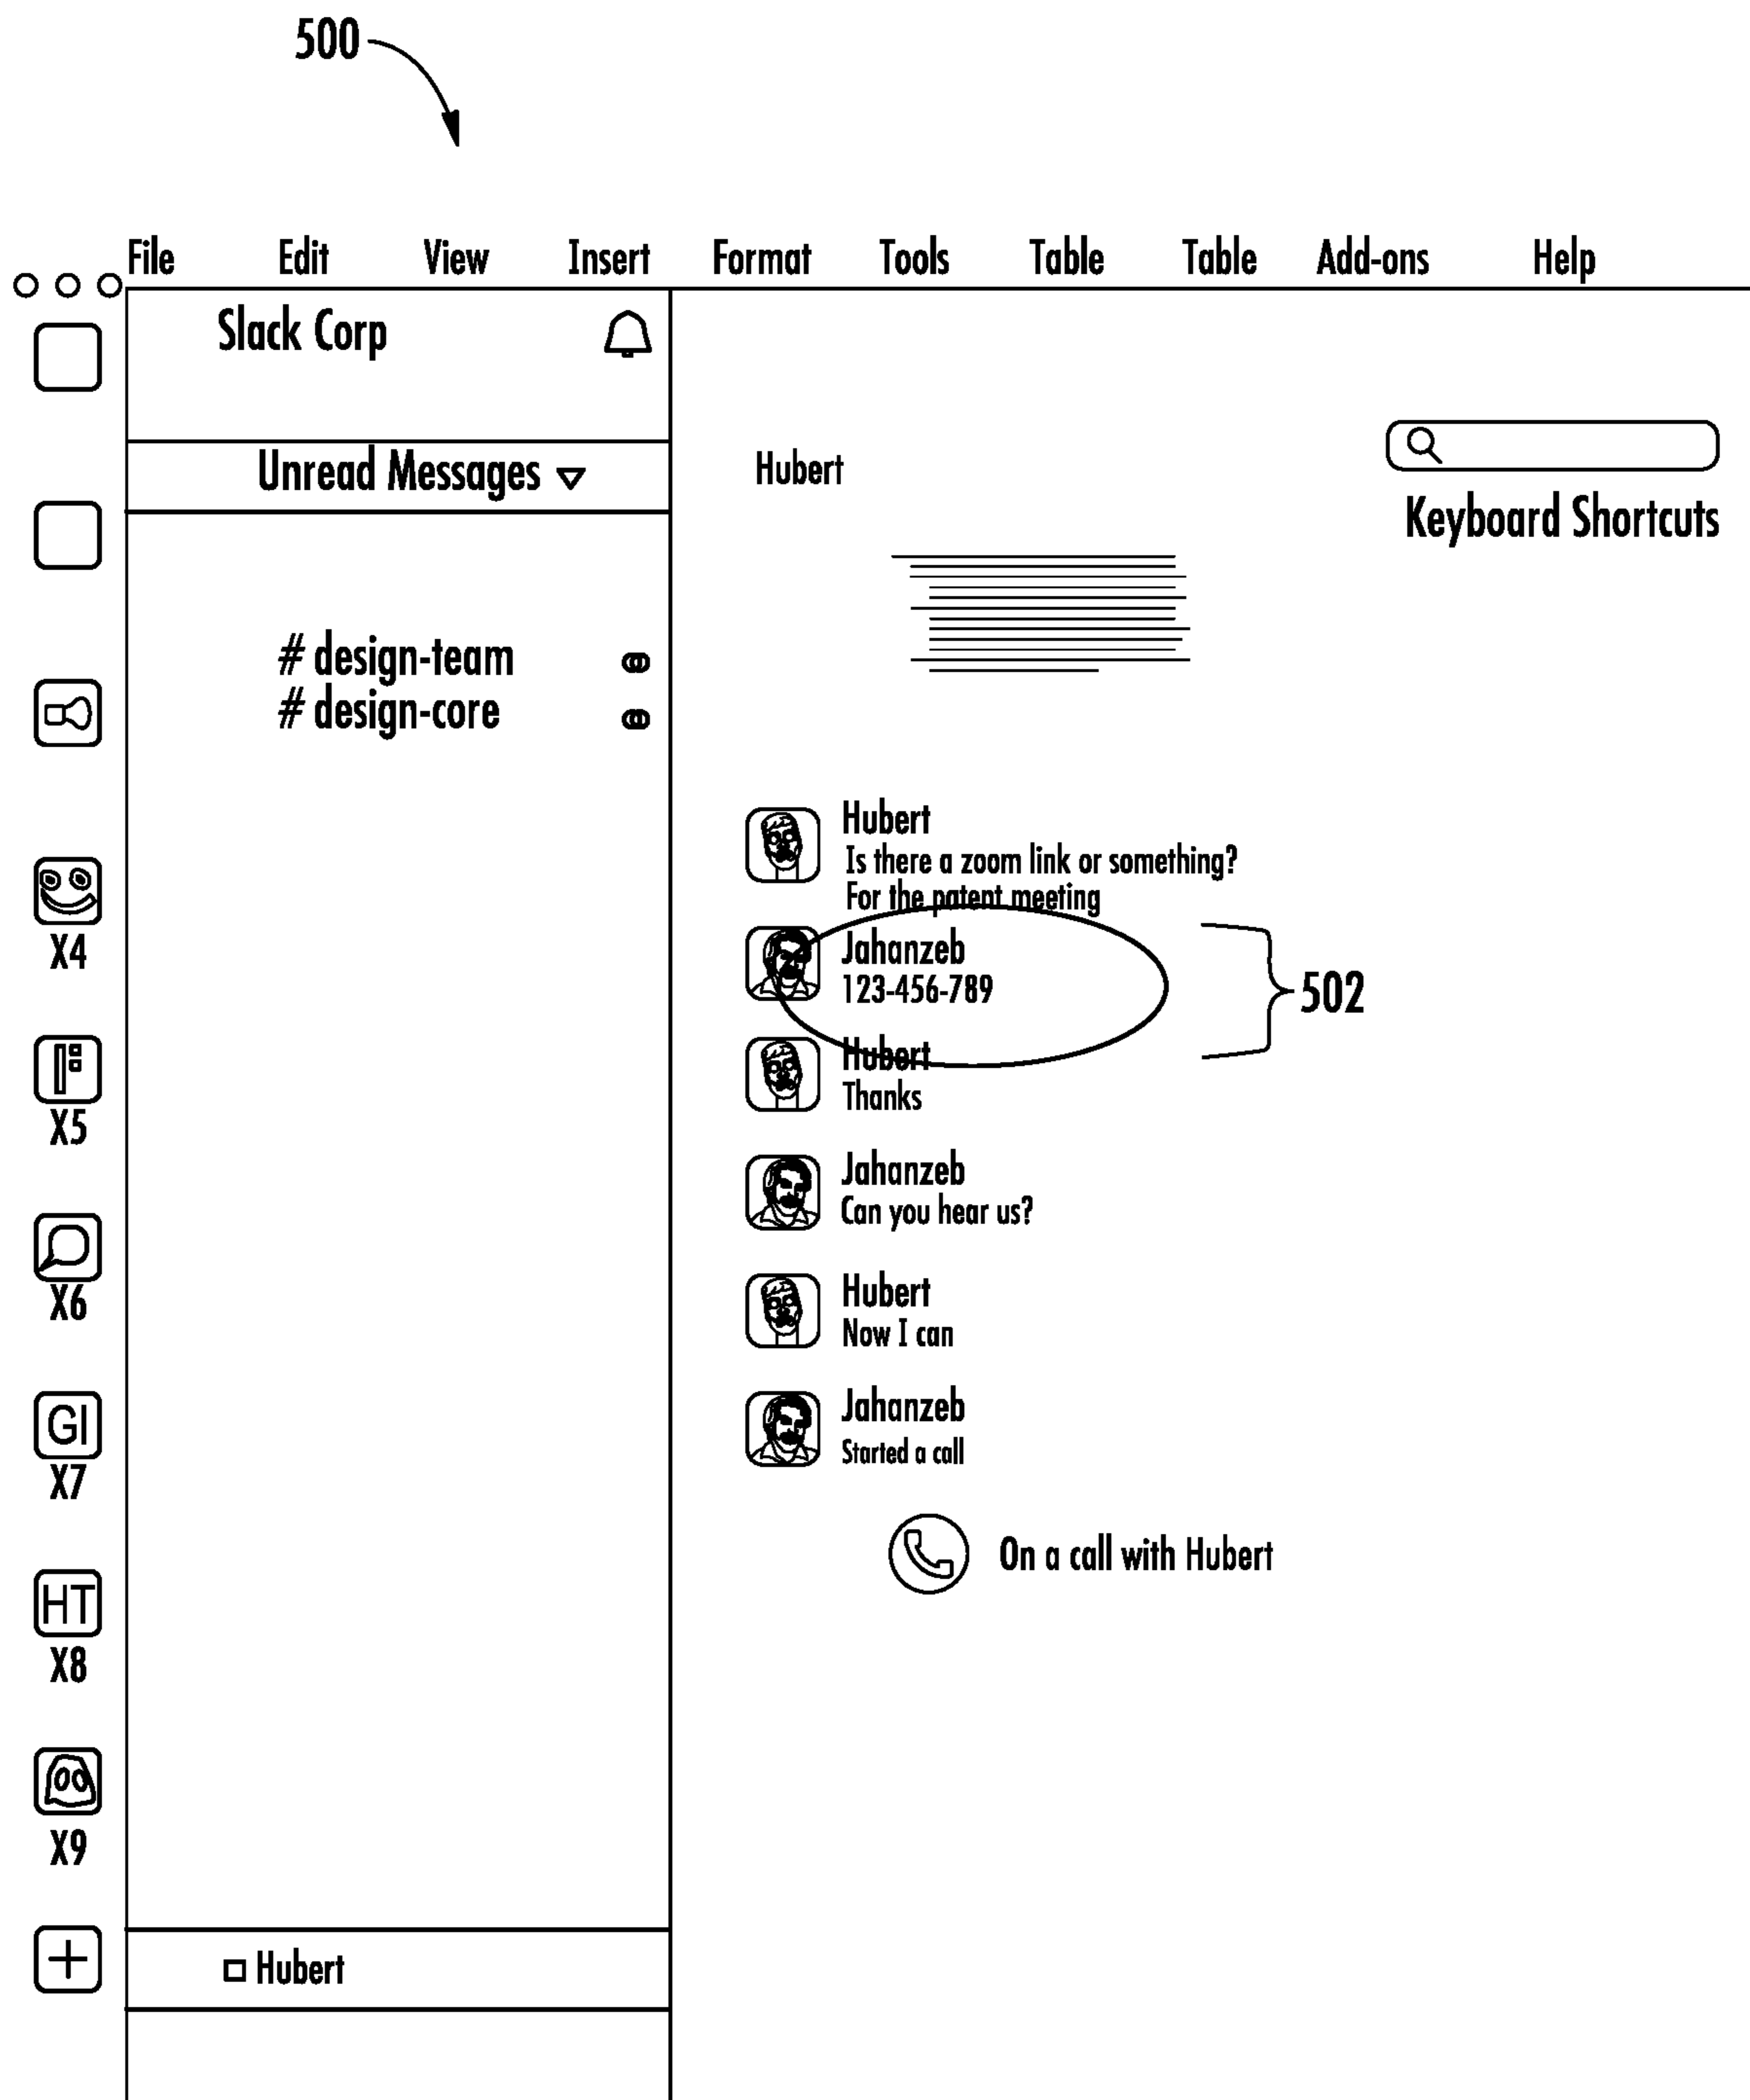 500
File Edit View Insert Format Tools Table Table Add-ons Help
Slack Corp
Unread Messages
# design-team
# design-core
X4
X5
X6
GI
X7
HT
X8
X9
Hubert
Hubert
Keyboard Shortcuts
Hubert
Is there a zoom link or something?
For the patent meeting
Jahanzeb
123-456-789
502
Hubert
Thanks
Jahanzeb
Can you hear us?
Hubert
Now I can
Jahanzeb
Started a call
On a call with Hubert